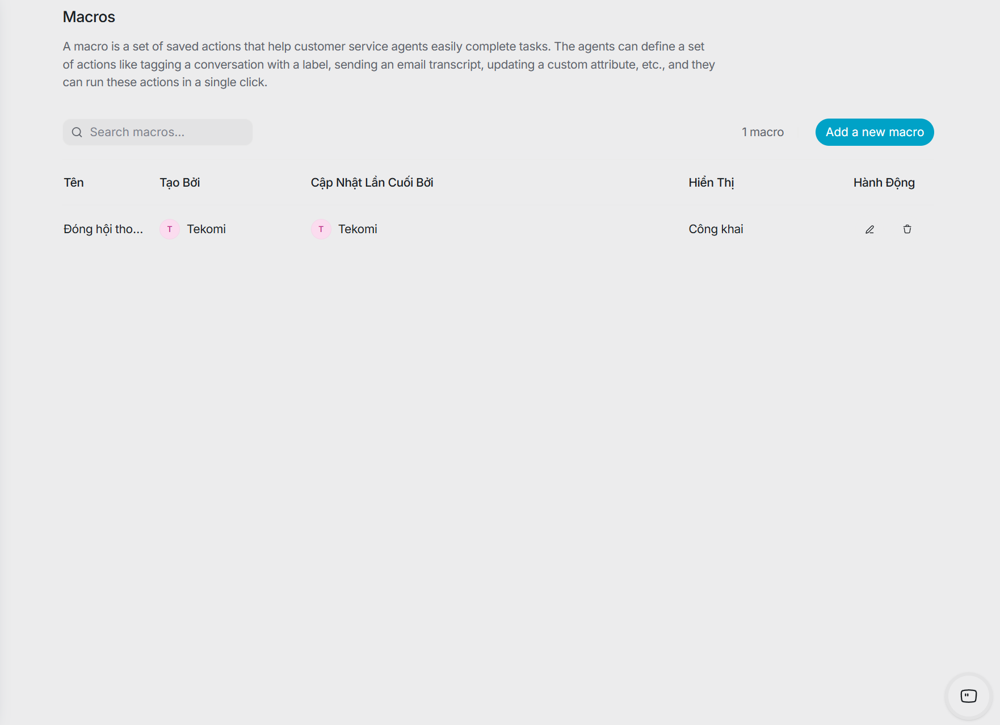 Macros
A macro is a set of saved actions that help customer service agents easily complete tasks. The agents can define a set
of actions like tagging a conversation with a label, sending an email transcript, updating a custom attribute, etc., and they
can run these actions in a single click.
Search macros...
1 macro
Add a new macro
Tên
Tạo Bởi
Cập Nhật Lần Cuối Bởi
Hiển Thị
Hành Động
Đóng hội tho...
T
Tekomi
T
Tekomi
Công khai